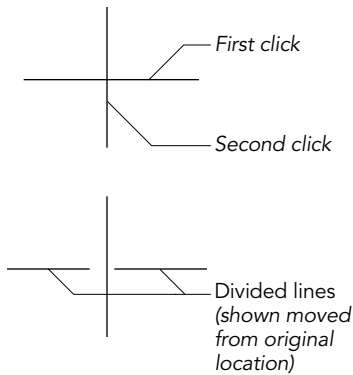 First click
Second click
Divided lines
(shown moved
from original
location)